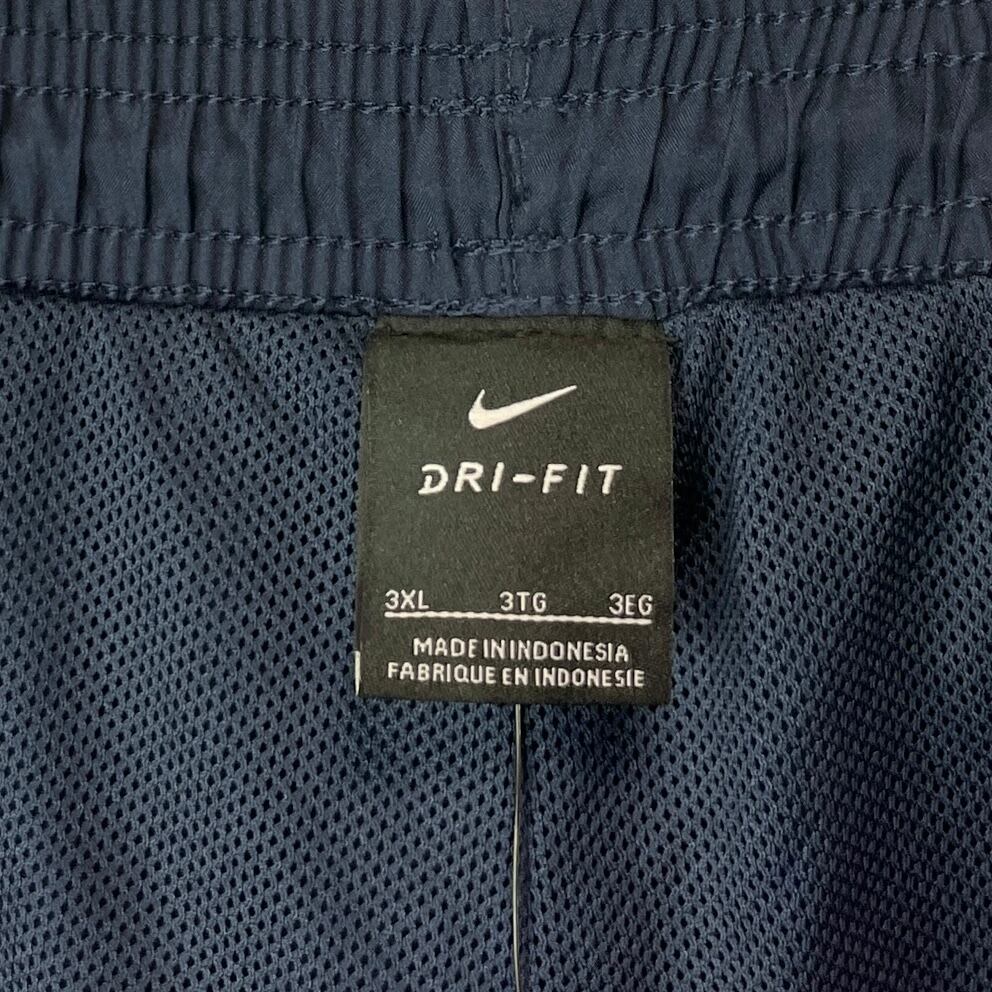 DRI-FIT
3XL 3TG 3EG
MADE IN INDONESIA
FABRIQUE EN INDONESIE